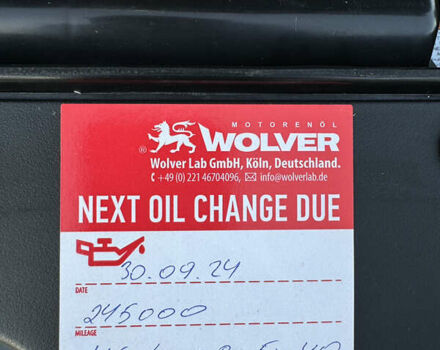 MOTORENÖL
® WOLVER
Wolver Lab GmbH, Köln, Deutschland.
+49 (0) 221 46704096, info@wolverlab.de
NEXT OIL CHANGE DUE
30.09.24
DATE
245000
MILEAGE